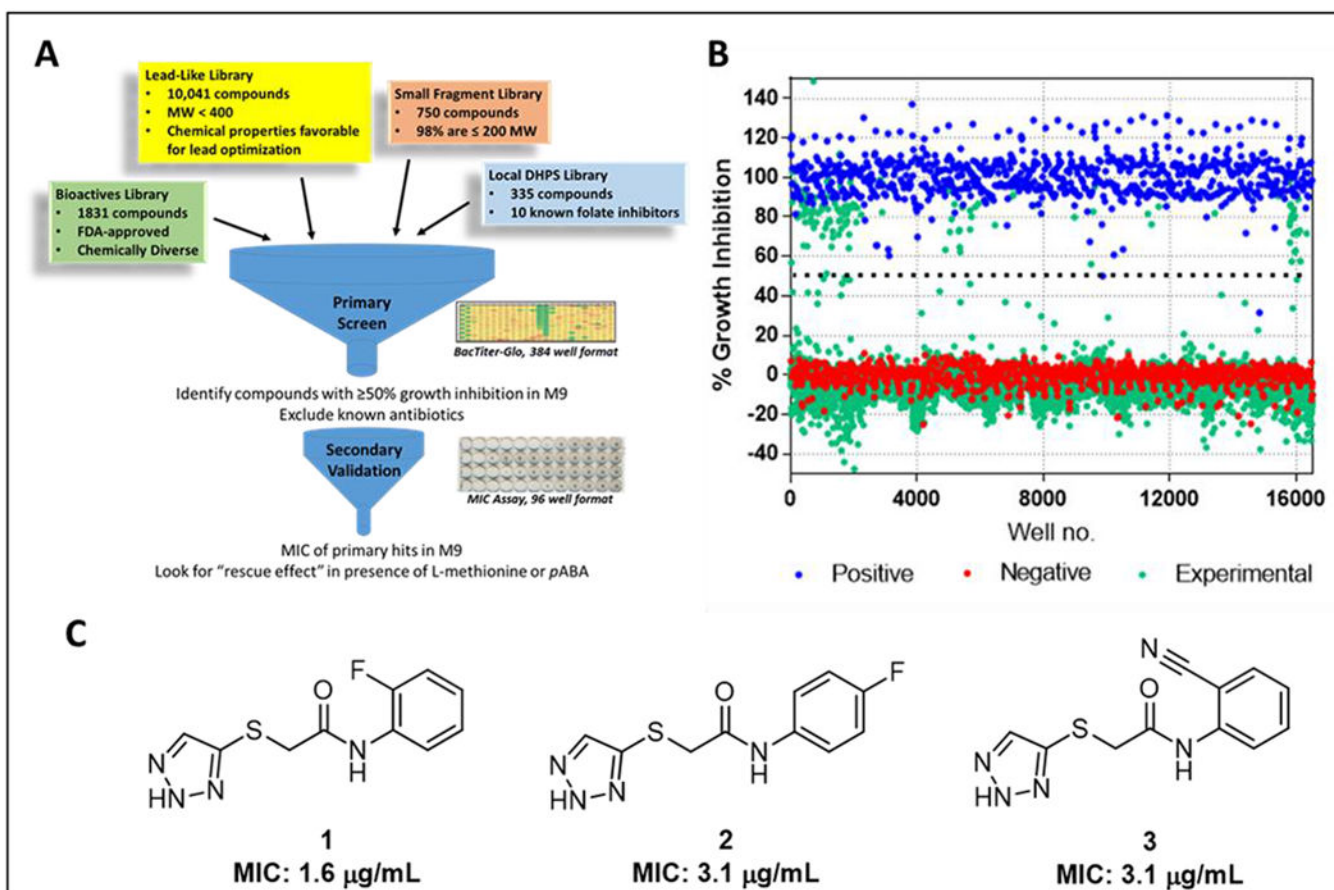 A
Lead-Like Library
• 10,041 compounds
• MW < 400
• Chemical properties favorable
for lead optimization
Small Fragment Library
• 750 compounds
• 98% are ≤ 200 MW
Bioactives Library
• 1831 compounds
• FDA-approved
• Chemically Diverse
Local DHPS Library
• 335 compounds
• 10 known folate inhibitors
Primary
Screen
BacTiter-Glo, 384 well format
Identify compounds with ≥50% growth inhibition in M9
Exclude known antibiotics
Secondary
Validation
MIC Assay, 96 well format
MIC of primary hits in M9
Look for “rescue effect” in presence of L-methionine or pABA
B
% Growth Inhibition
140
120
100
80
60
40
20
0
-20
-40
0 4000 8000 12000 16000
Well no.
• Positive • Negative • Experimental
C
F
O
S
N
H
N
N
HN
1
MIC: 1.6 μg/mL
F
O
S
N
H
N
N
HN
2
MIC: 3.1 μg/mL
N
O
S
N
H
N
N
HN
3
MIC: 3.1 μg/mL